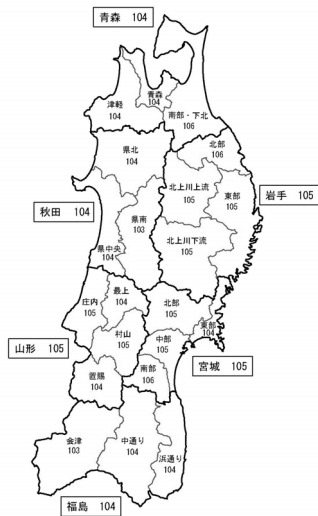 青森 104
青森
104
津軽
104
南部・下北
106
北部
106
県北
104
北上川上流
105
東部
105
岩手 105
秋田 104
県南
103
県中央
104
北上川下流
105
最上
104
庄内
105
北部
105
東部
104
村山
105
中部
105
山形 105
宮城 105
南部
106
置賜
104
会津
103
中通り
104
浜通り
104
福島 104